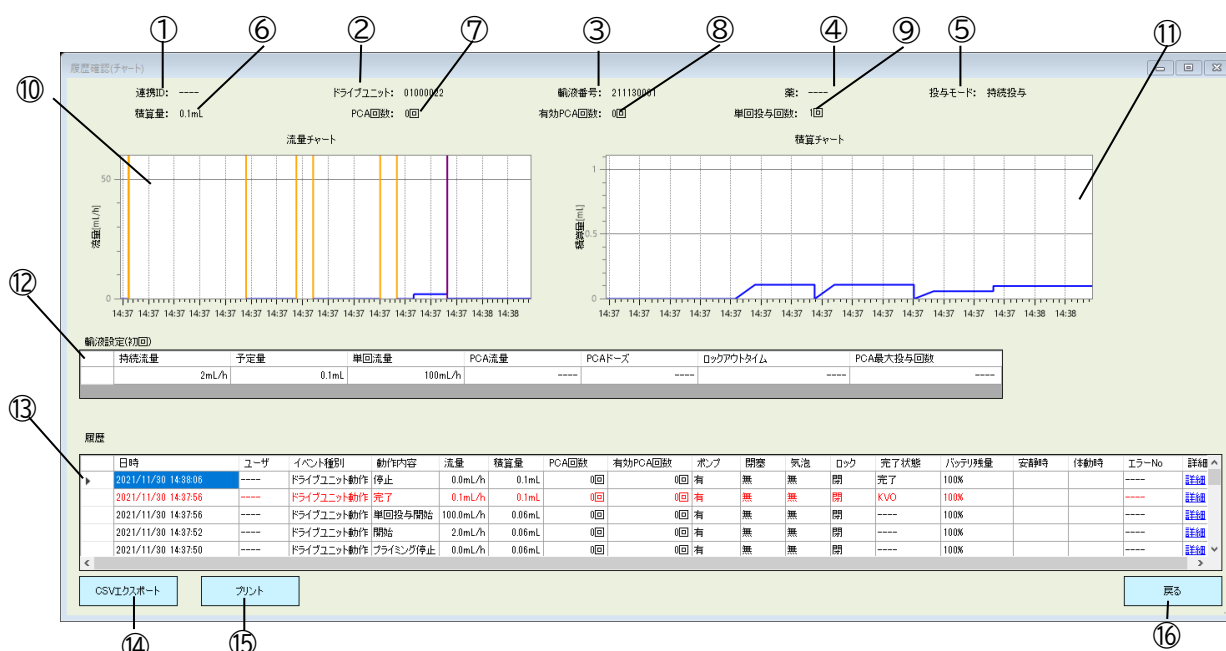 ① ⑥ ② ⑦ ③ ⑧ ④ ⑨ ⑤ ⑪
履歴確認(チャート)
⑩
連携ID: ---- ドライブユニット: 01000022 輸液番号: 211130001 薬: ---- 投与モード: 持続投与
積算量: 0.1mL PCA回数: 0回 有効PCA回数: 0回 単回投与回数: 1回
流量チャート 積算チャート
流量[mL/h]
50
0
14:37 14:37 14:37 14:37 14:37 14:37 14:37 14:37 14:37 14:37 14:37 14:37 14:37 14:38 14:38 14:38
積算量[mL]
1
0.5
0
14:37 14:37 14:37 14:37 14:37 14:37 14:37 14:37 14:37 14:37 14:37 14:37 14:37 14:38 14:38 14:38
⑫
輸液設定(初回)
持続流量 予定量 単回流量 PCA流量 PCAドーズ ロックアウトタイム PCA最大投与回数
2mL/h 0.1mL 100mL/h ---- ---- ---- ----
⑬
履歴
日時 ユーザ イベント種別 動作内容 流量 積算量 PCA回数 有効PCA回数 ポンプ 閉塞 気泡 ロック 完了状態 バッテリ残量 安静時 体動時 エラーNo 詳細
2021/11/30 14:38:06 ---- ドライブユニット動作 停止 0.0mL/h 0.1mL 0回 0回 有 無 無 閉 完了 100% ---- 詳細
2021/11/30 14:37:56 ---- ドライブユニット動作 完了 0.1mL/h 0.1mL 0回 0回 有 無 無 閉 KVO 100% ---- 詳細
2021/11/30 14:37:56 ---- ドライブユニット動作 単回投与開始 100.0mL/h 0.06mL 0回 0回 有 無 無 閉 ---- 100% ---- 詳細
2021/11/30 14:37:52 ---- ドライブユニット動作 開始 2.0mL/h 0.06mL 0回 0回 有 無 無 閉 ---- 100% ---- 詳細
2021/11/30 14:37:50 ---- ドライブユニット動作 プライミング停止 0.0mL/h 0.06mL 0回 0回 有 無 無 閉 ---- 100% ---- 詳細
CSVエクスポート プリント 戻る
⑭ ⑮ ⑯